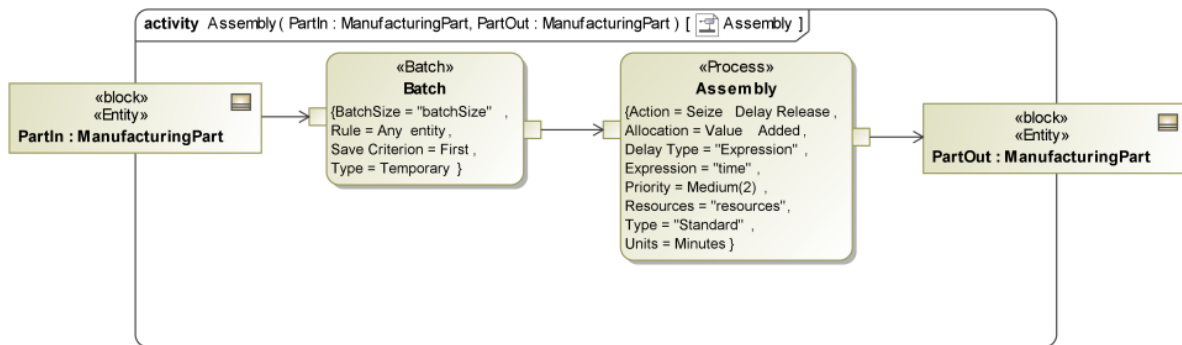 activity Assembly( PartIn : ManufacturingPart, PartOut : ManufacturingPart ) [ Assembly ]
«block»
«Entity»
PartIn : ManufacturingPart
«Batch»
Batch
{BatchSize = "batchSize" ,
Rule = Any entity,
Save Criterion = First ,
Type = Temporary }
«Process»
Assembly
{Action = Seize Delay Release ,
Allocation = Value Added ,
Delay Type = "Expression" ,
Expression = "time" ,
Priority = Medium(2) ,
Resources = "resources",
Type = "Standard" ,
Units = Minutes }
«block»
«Entity»
PartOut : ManufacturingPart